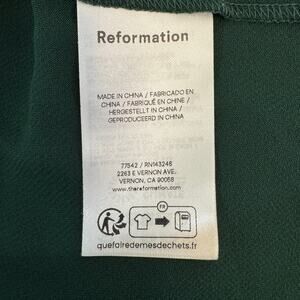 Reformation
MADE IN CHINA / FABRICADO EN
CHINA / FABRIQUÉ EN CHINE /
HERGESTELLT IN CHINA /
GEPRODUCEERD IN CHINA
77542 / RN143246
2263 E VERNON AVE.
VERNON, CA 90058
www.thereformation.com
FR
quefairedemesdechets.fr